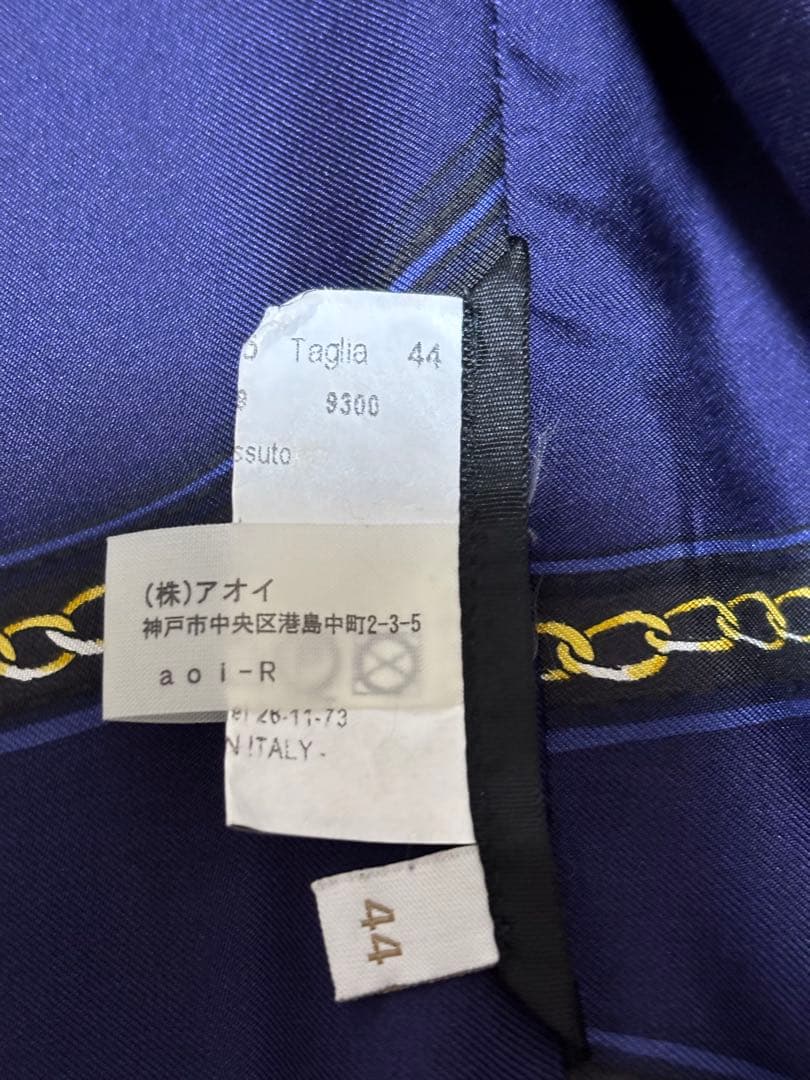 Taglia 44
9300
ssuto
(株)アオイ
神戸市中央区港島中町2-3-5
aoi-R
26-11-73
N ITALY-
44